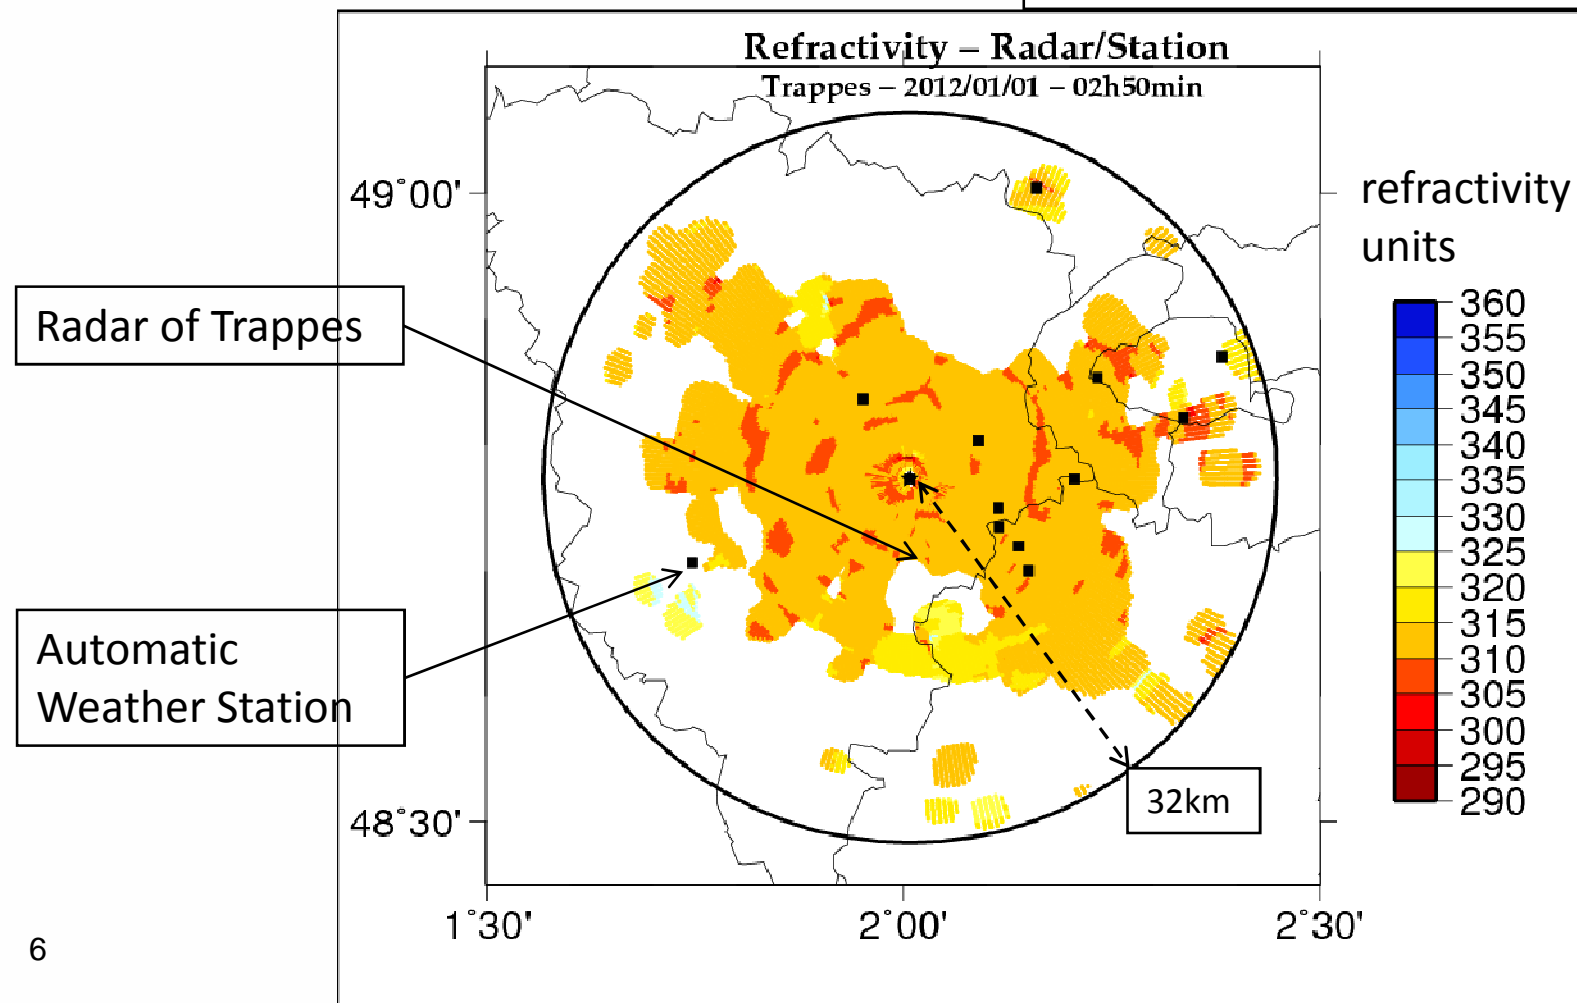 Refractivity – Radar/Station
Trappes – 2012/01/01 – 02h50min
49°00'
48°30'
1°30'
2°00'
2°30'
Radar of Trappes
Automatic
Weather Station
32km
refractivity
units
360
355
350
345
340
335
330
325
320
315
310
305
300
295
290
6